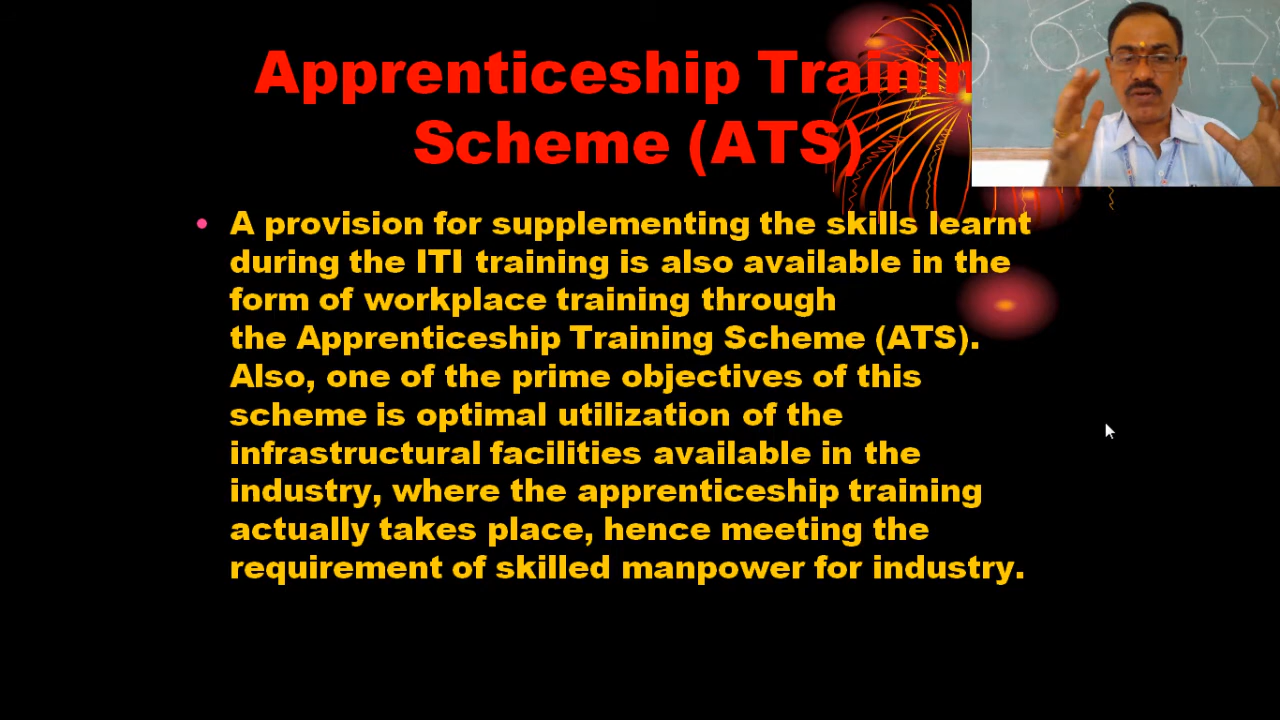 Apprenticeship Trainin
Scheme (ATS)
• A provision for supplementing the skills learnt
during the ITI training is also available in the
form of workplace training through
the Apprenticeship Training Scheme (ATS).
Also, one of the prime objectives of this
scheme is optimal utilization of the
infrastructural facilities available in the
industry, where the apprenticeship training
actually takes place, hence meeting the
requirement of skilled manpower for industry.